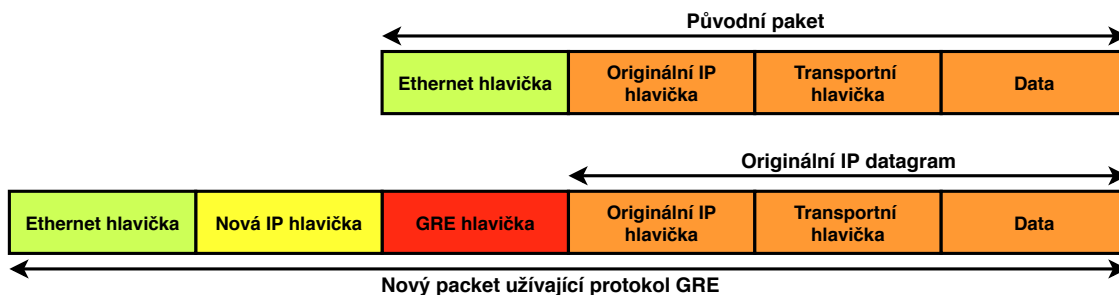 Původní paket
Ethernet hlavička
Originální IP
hlavička
Transportní
hlavička
Data
Originální IP datagram
Ethernet hlavička
Nová IP hlavička
GRE hlavička
Originální IP
hlavička
Transportní
hlavička
Data
Nový packet užívající protokol GRE